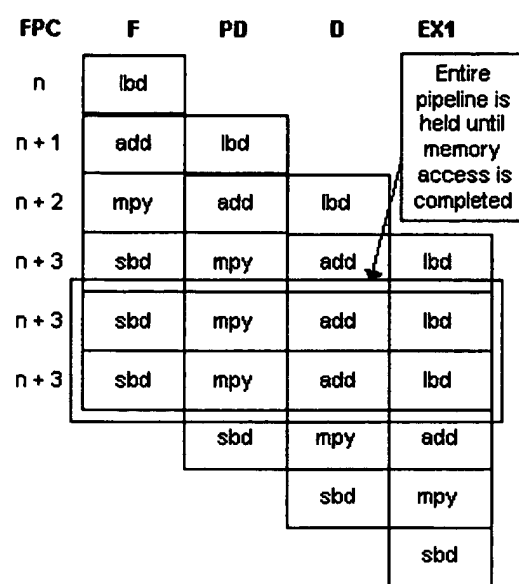 FPC F PD D EX1
n lbd
Entire
pipeline is
held until
memory
access is
completed
n + 1 add lbd
n + 2 mpy add lbd
n + 3 sbd mpy add lbd
n + 3 sbd mpy add lbd
n + 3 sbd mpy add lbd
sbd mpy add
sbd mpy
sbd